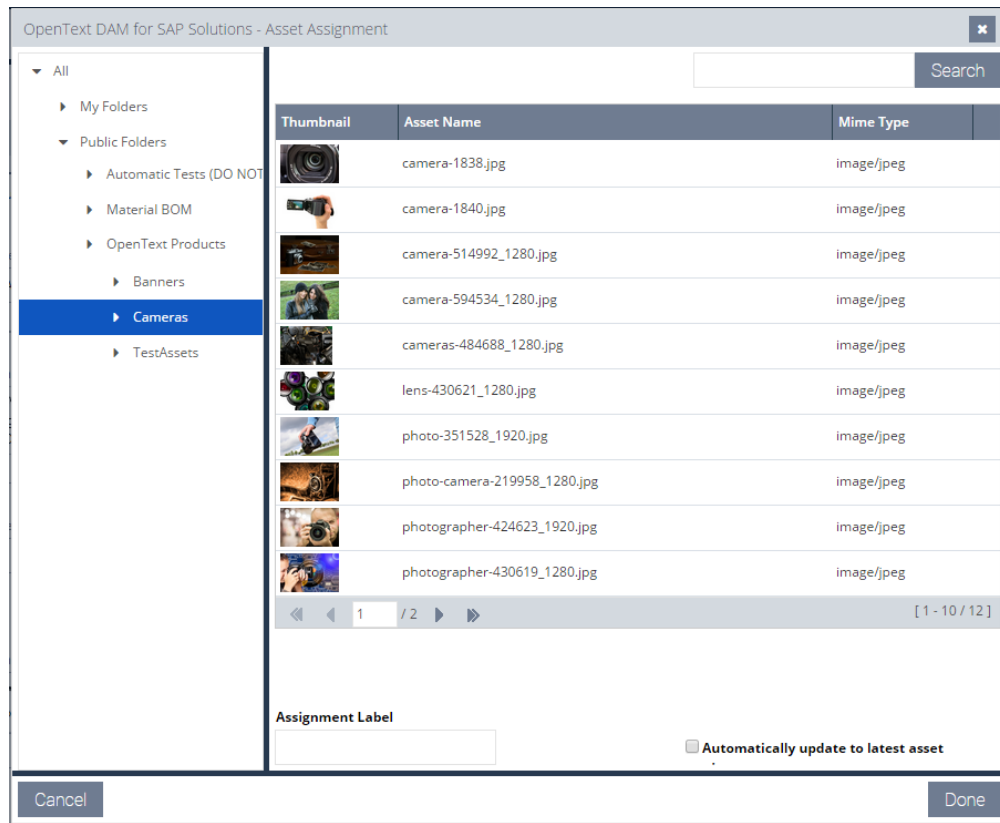 OpenText DAM for SAP Solutions - Asset Assignment
All
My Folders
Public Folders
Automatic Tests (DO NOT
Material BOM
OpenText Products
Banners
Cameras
TestAssets
Search
Thumbnail Asset Name Mime Type
camera-1838.jpg image/jpeg
camera-1840.jpg image/jpeg
camera-514992_1280.jpg image/jpeg
camera-594534_1280.jpg image/jpeg
cameras-484688_1280.jpg image/jpeg
lens-430621_1280.jpg image/jpeg
photo-351528_1920.jpg image/jpeg
photo-camera-219958_1280.jpg image/jpeg
photographer-424623_1920.jpg image/jpeg
photographer-430619_1280.jpg image/jpeg
1 / 2 [ 1 - 10 / 12 ]
Assignment Label
Automatically update to latest asset
Cancel Done